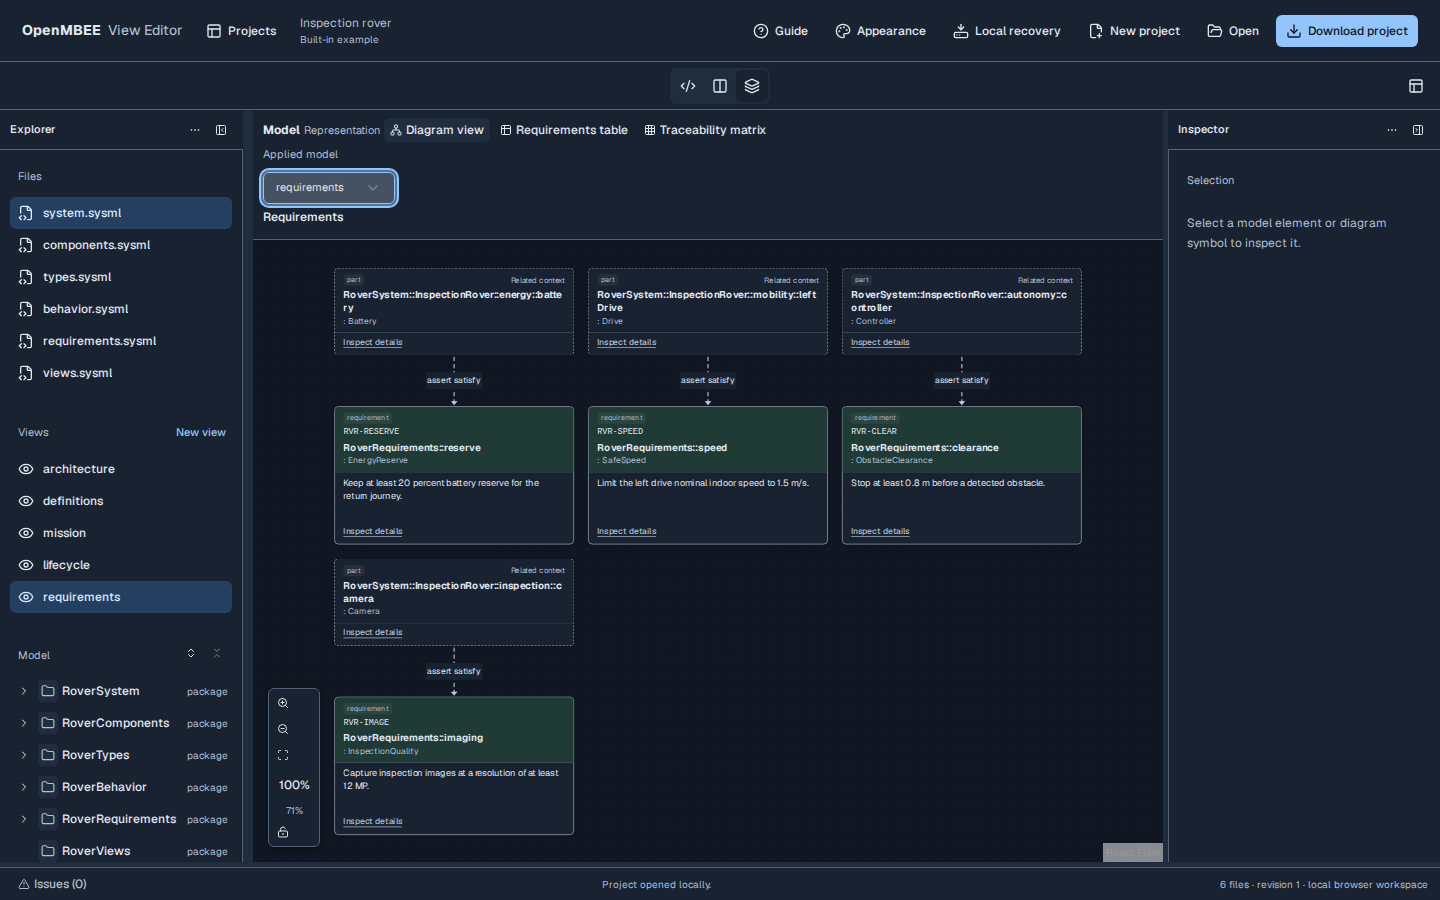 OpenMBEE View Editor
Projects
Inspection rover
Built-in example
Guide
Appearance
Local recovery
New project
Open
Download project
Explorer
Files
system.sysml
components.sysml
types.sysml
behavior.sysml
requirements.sysml
views.sysml
Views
New view
architecture
definitions
mission
lifecycle
requirements
Model
RoverSystem package
RoverComponents package
RoverTypes package
RoverBehavior package
RoverRequirements package
RoverViews package
Model Representation Diagram view Requirements table Traceability matrix
Applied model
requirements
Requirements
part Related context
RoverSystem::InspectionRover::energy::batte
ry
: Battery
Inspect details
part Related context
RoverSystem::InspectionRover::mobility::left
Drive
: Drive
Inspect details
part Related context
RoverSystem::InspectionRover::autonomy::c
ontroller
: Controller
Inspect details
assert satisfy
assert satisfy
assert satisfy
requirement
RVR-RESERVE
RoverRequirements::reserve
: EnergyReserve
Keep at least 20 percent battery reserve for the
return journey.
Inspect details
requirement
RVR-SPEED
RoverRequirements::speed
: SafeSpeed
Limit the left drive nominal indoor speed to 1.5 m/s.
Inspect details
requirement
RVR-CLEAR
RoverRequirements::clearance
: ObstacleClearance
Stop at least 0.8 m before a detected obstacle.
Inspect details
part Related context
RoverSystem::InspectionRover::inspection::c
amera
: Camera
Inspect details
assert satisfy
requirement
RVR-IMAGE
RoverRequirements::imaging
: InspectionQuality
Capture inspection images at a resolution of at least
12 MP.
Inspect details
100%
71%
React Flow
Inspector
Selection
Select a model element or diagram
symbol to inspect it.
Issues (0)
Project opened locally.
6 files · revision 1 · local browser workspace